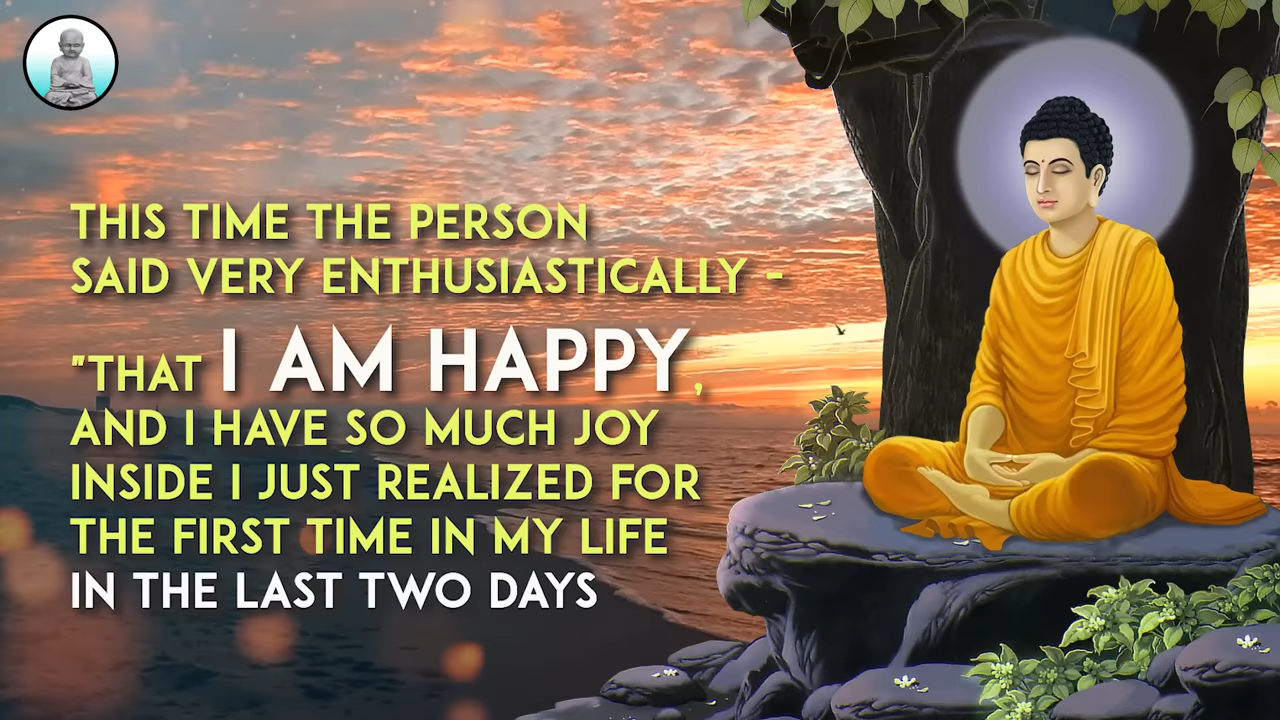 THIS TIME THE PERSON
SAID VERY ENTHUSIASTICALLY -
"THAT I AM HAPPY,
AND I HAVE SO MUCH JOY
INSIDE I JUST REALIZED FOR
THE FIRST TIME IN MY LIFE
IN THE LAST TWO DAYS